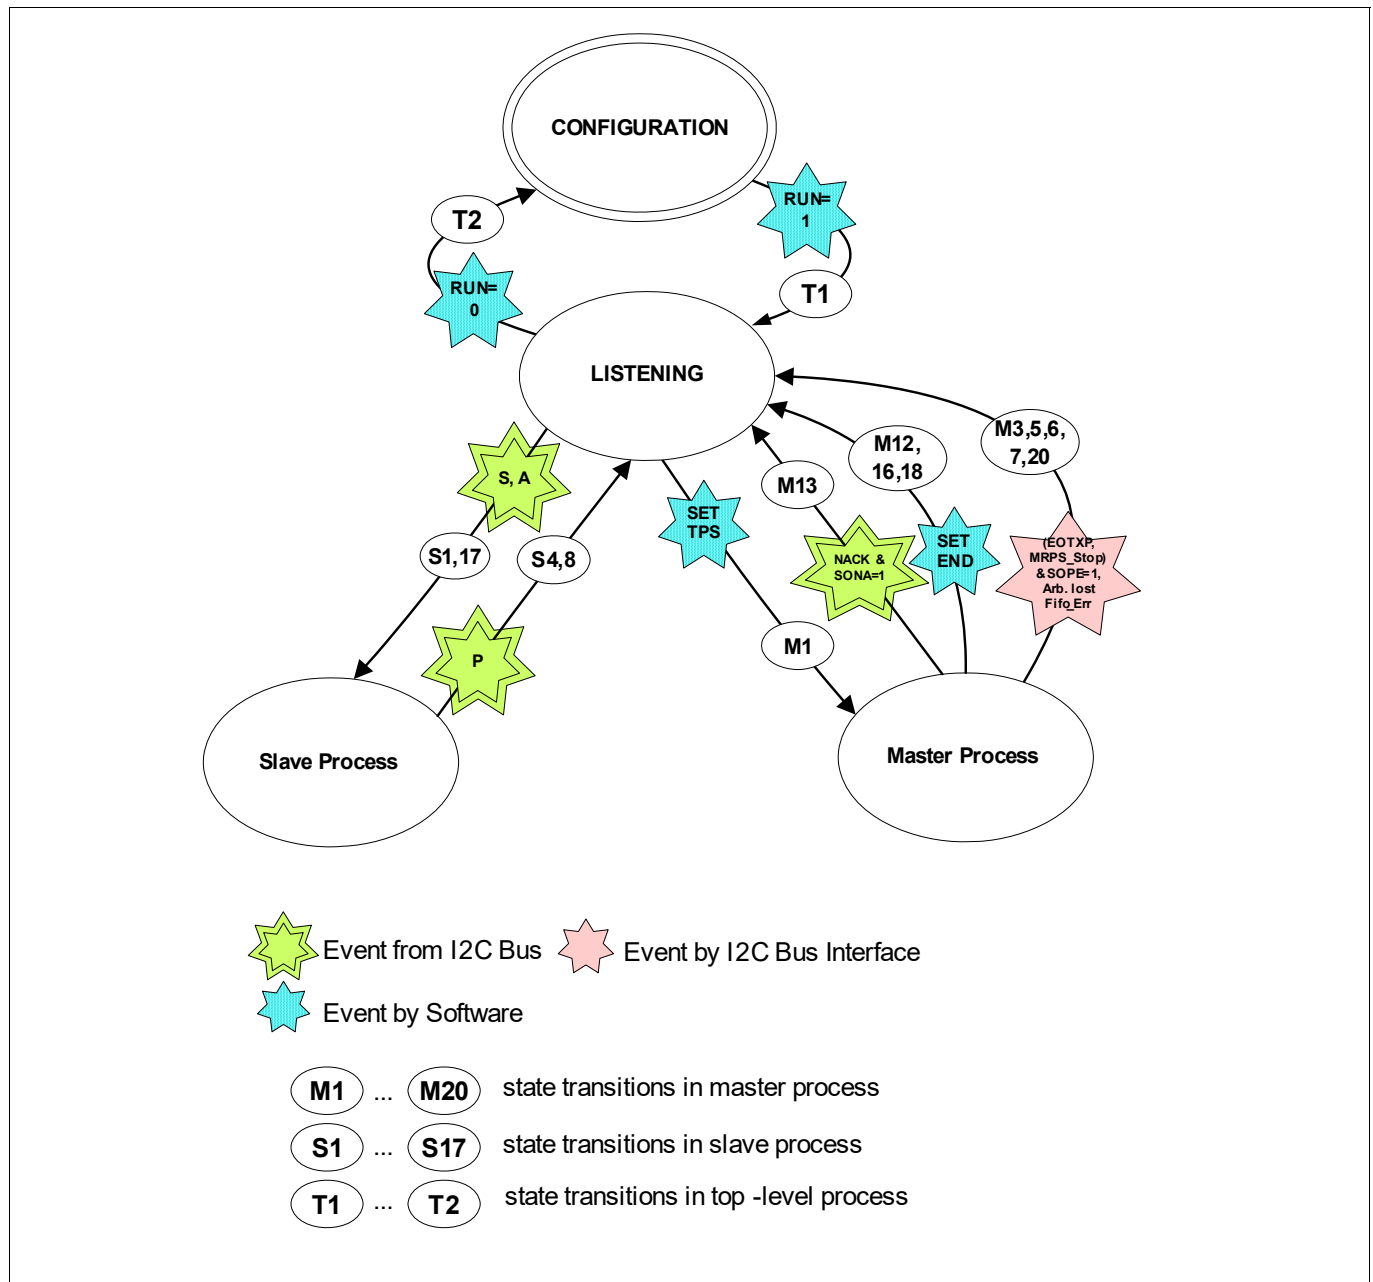 CONFIGURATION
RUN=
1
T2
RUN=
0
T1
LISTENING
M3,5,6,
7,20
M12,
16,18
M13
S, A
SET
TPS
S1,17
S4,8
NACK &
SONA=1
SET
END
(EOTXP,
MRPS_Stop)
&SOPE=1,
Arb. lost
Fifo_Err
M1
P
Slave Process
Master Process
Event from I2C Bus
Event by I2C Bus Interface
Event by Software
M1 ... M20 state transitions in master process
S1 ... S17 state transitions in slave process
T1 ... T2 state transitions in top -level process